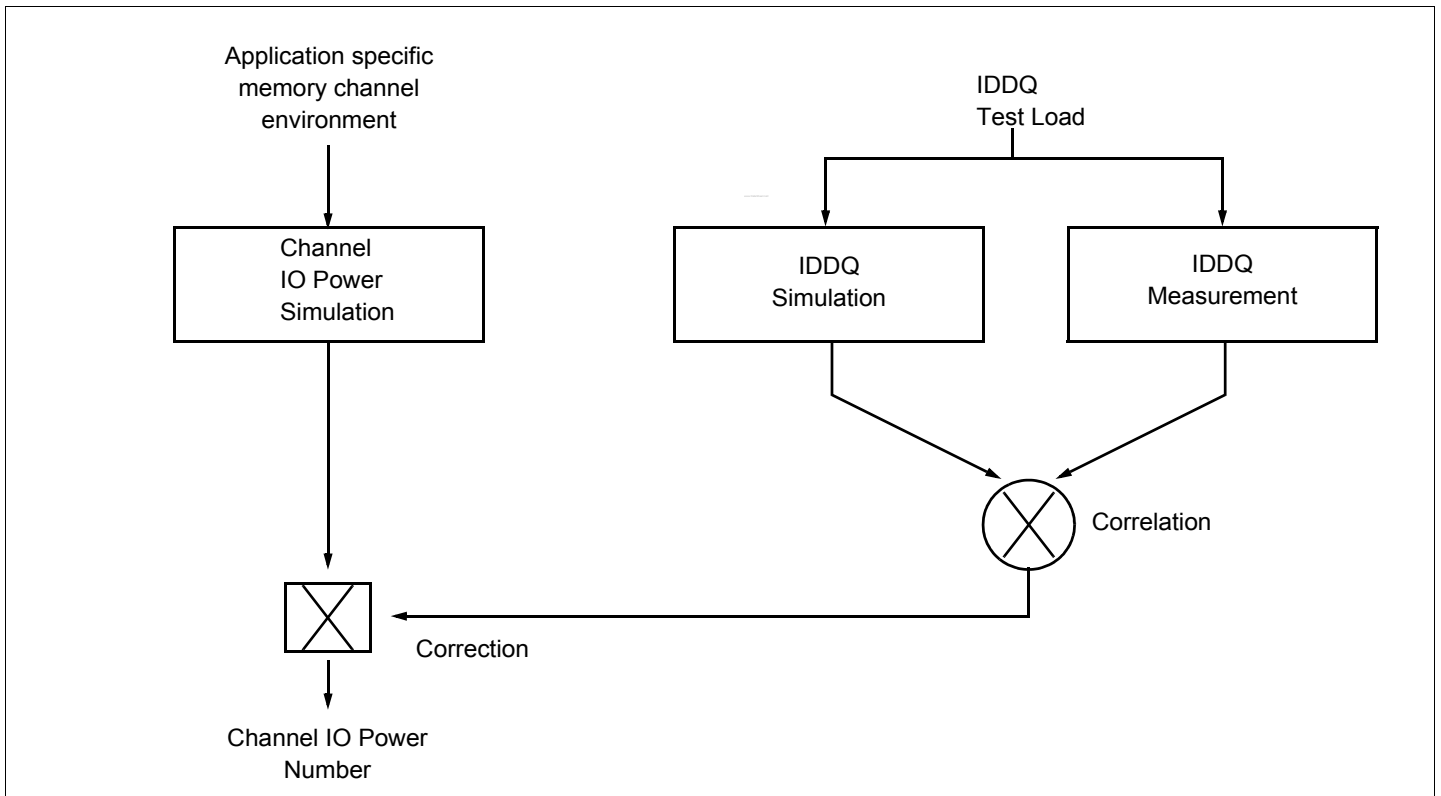 Application specific
memory channel
environment
IDDQ
Test Load
Channel
IO Power
Simulation
IDDQ
Simulation
IDDQ
Measurement
Correlation
Correction
Channel IO Power
Number